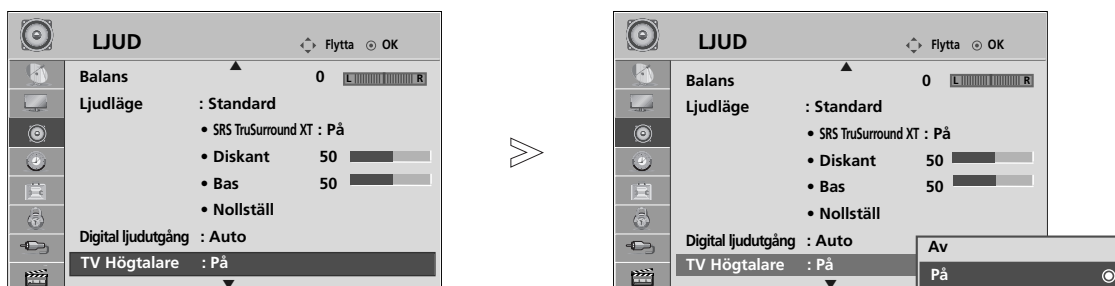 LJUD
Flytta OK
Balans 0 L R
Ljudläge : Standard
• SRS TruSurround XT : På
• Diskant 50
• Bas 50
• Nollställ
Digital ljudutgång : Auto
TV Högtalare : På
LJUD
Flytta OK
Balans 0 L R
Ljudläge : Standard
• SRS TruSurround XT : På
• Diskant 50
• Bas 50
• Nollställ
Digital ljudutgång : Auto
TV Högtalare : På
Av
På